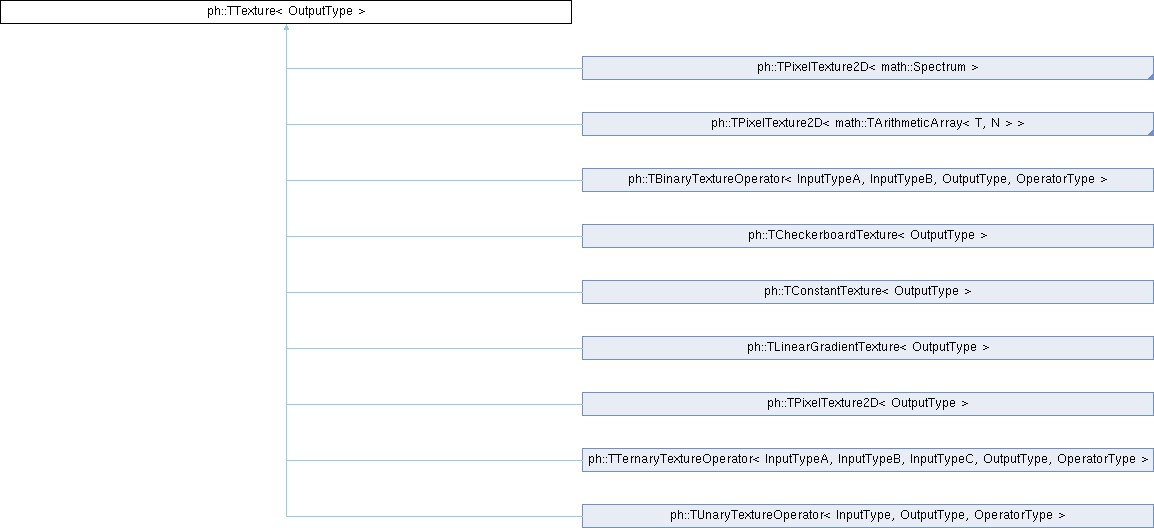 ph::TTexture< OutputType >
ph::TPixelTexture2D< math::Spectrum >
ph::TPixelTexture2D< math::TArithmeticArray< T, N > >
ph::TBinaryTextureOperator< InputTypeA, InputTypeB, OutputType, OperatorType >
ph::TCheckerboardTexture< OutputType >
ph::TConstantTexture< OutputType >
ph::TLinearGradientTexture< OutputType >
ph::TPixelTexture2D< OutputType >
ph::TTernaryTextureOperator< InputTypeA, InputTypeB, InputTypeC, OutputType, OperatorType >
ph::TUnaryTextureOperator< InputType, OutputType, OperatorType >